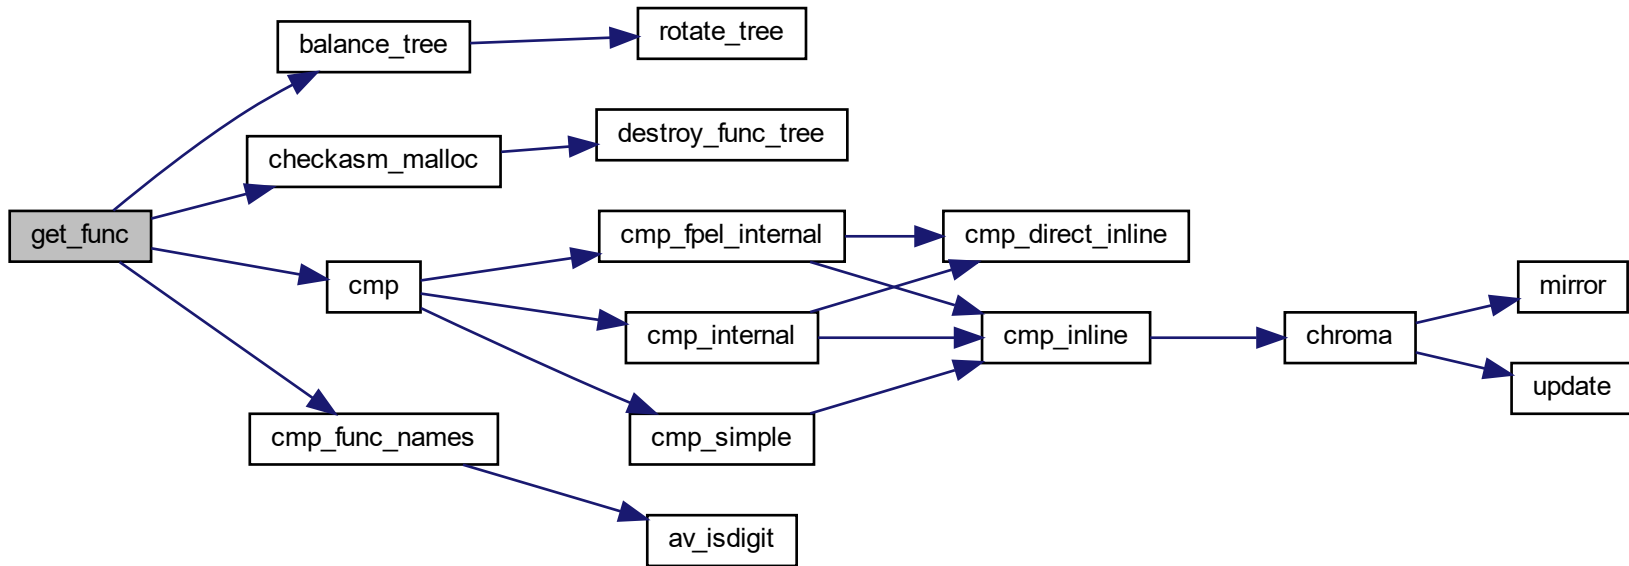 balance_tree
rotate_tree
checkasm_malloc
destroy_func_tree
get_func
cmp
cmp_fpel_internal
cmp_direct_inline
cmp_internal
cmp_inline
chroma
mirror
update
cmp_simple
cmp_func_names
av_isdigit